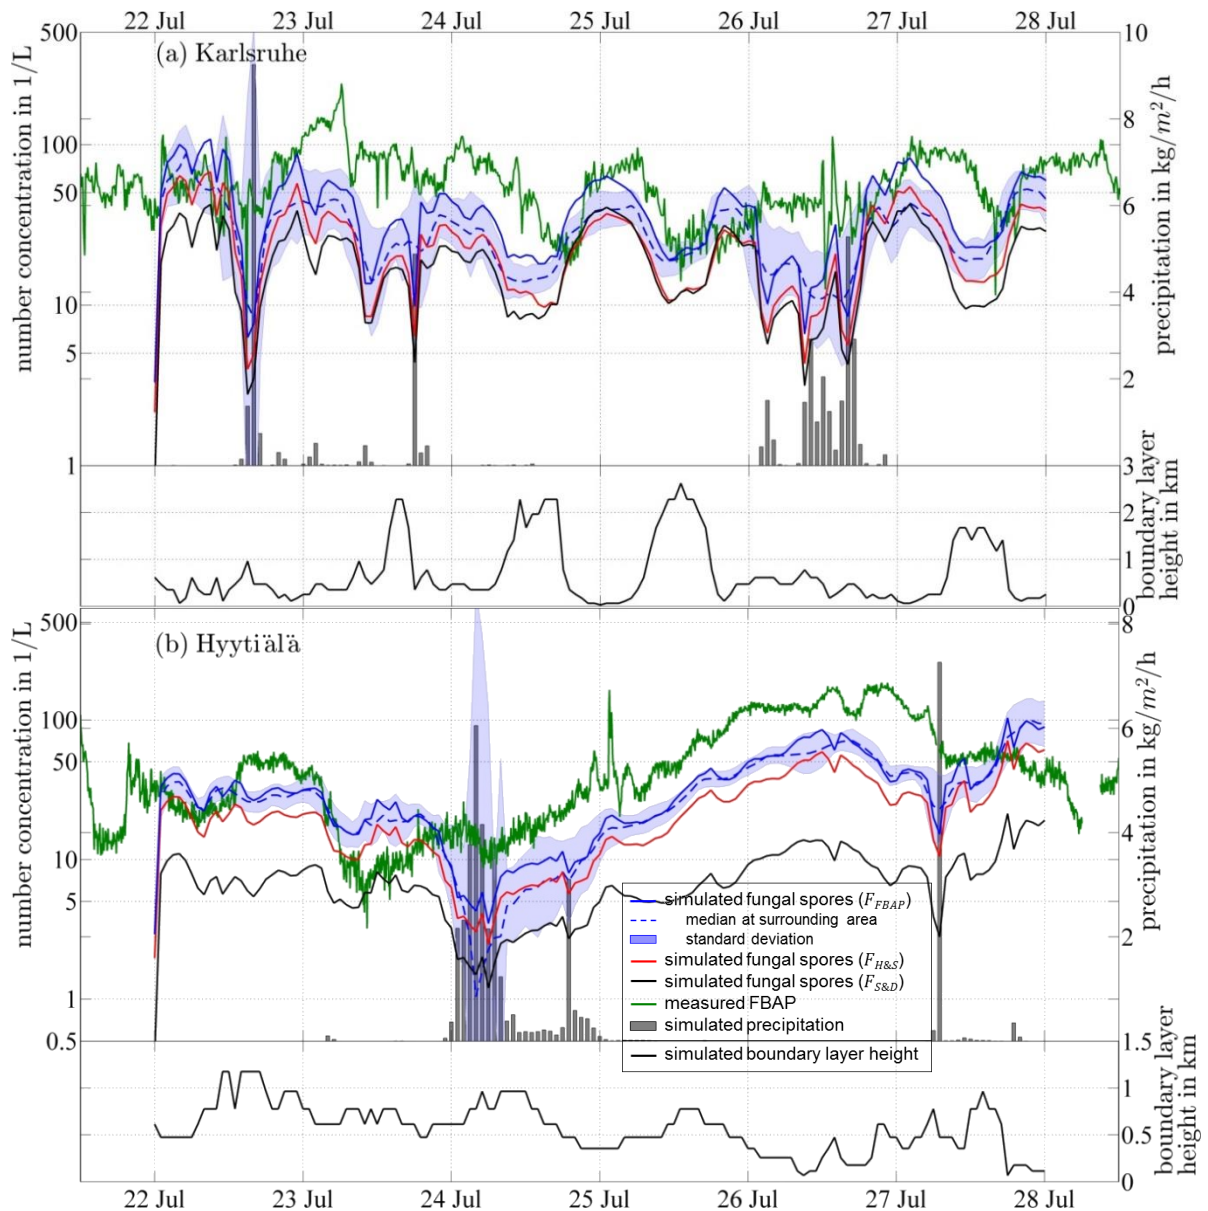 22 Jul 23 Jul 24 Jul 25 Jul 26 Jul 27 Jul 28 Jul
(a) Karlsruhe
number concentration in 1/L
500
100
50
10
5
1
precipitation in kg/m²/h
10
8
6
4
2
boundary layer
height in km
3
2
1
0
(b) Hyytiälä
number concentration in 1/L
500
100
50
10
5
1
0.5
precipitation in kg/m²/h
8
6
4
2
simulated fungal spores (F_FBAP)
median at surrounding area
standard deviation
simulated fungal spores (F_H&S)
simulated fungal spores (F_S&D)
measured FBAP
simulated precipitation
simulated boundary layer height
boundary layer
height in km
1.5
1
0.5
0
22 Jul 23 Jul 24 Jul 25 Jul 26 Jul 27 Jul 28 Jul